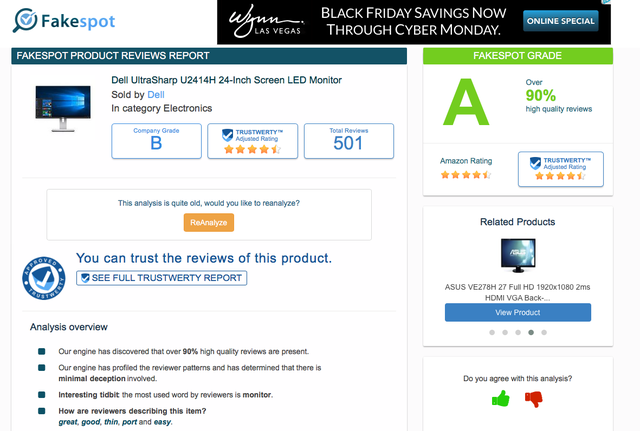 Fakespot
Wynn
LAS VEGAS
BLACK FRIDAY SAVINGS NOW
THROUGH CYBER MONDAY.
ONLINE SPECIAL
FAKESPOT PRODUCT REVIEWS REPORT
Dell UltraSharp U2414H 24-Inch Screen LED Monitor
Sold by Dell
In category Electronics
Company Grade
B
TRUSTWERTY™
Adjusted Rating
Total Reviews
501
This analysis is quite old, would you like to reanalyze?
ReAnalyze
APPROVED
TRUSTWERTY
You can trust the reviews of this product.
SEE FULL TRUSTWERTY REPORT
Analysis overview
Our engine has discovered that over 90% high quality reviews are present.
Our engine has profiled the reviewer patterns and has determined that there is
minimal deception involved.
Interesting tidbit: the most used word by reviewers is monitor.
How are reviewers describing this item?
great, good, thin, port and easy.
FAKESPOT GRADE
A
Over
90%
high quality reviews
Amazon Rating
TRUSTWERTY™
Adjusted Rating
Related Products
ASUS
ASUS VE278H 27 Full HD 1920x1080 2ms
HDMI VGA Back-...
View Product
Do you agree with this analysis?